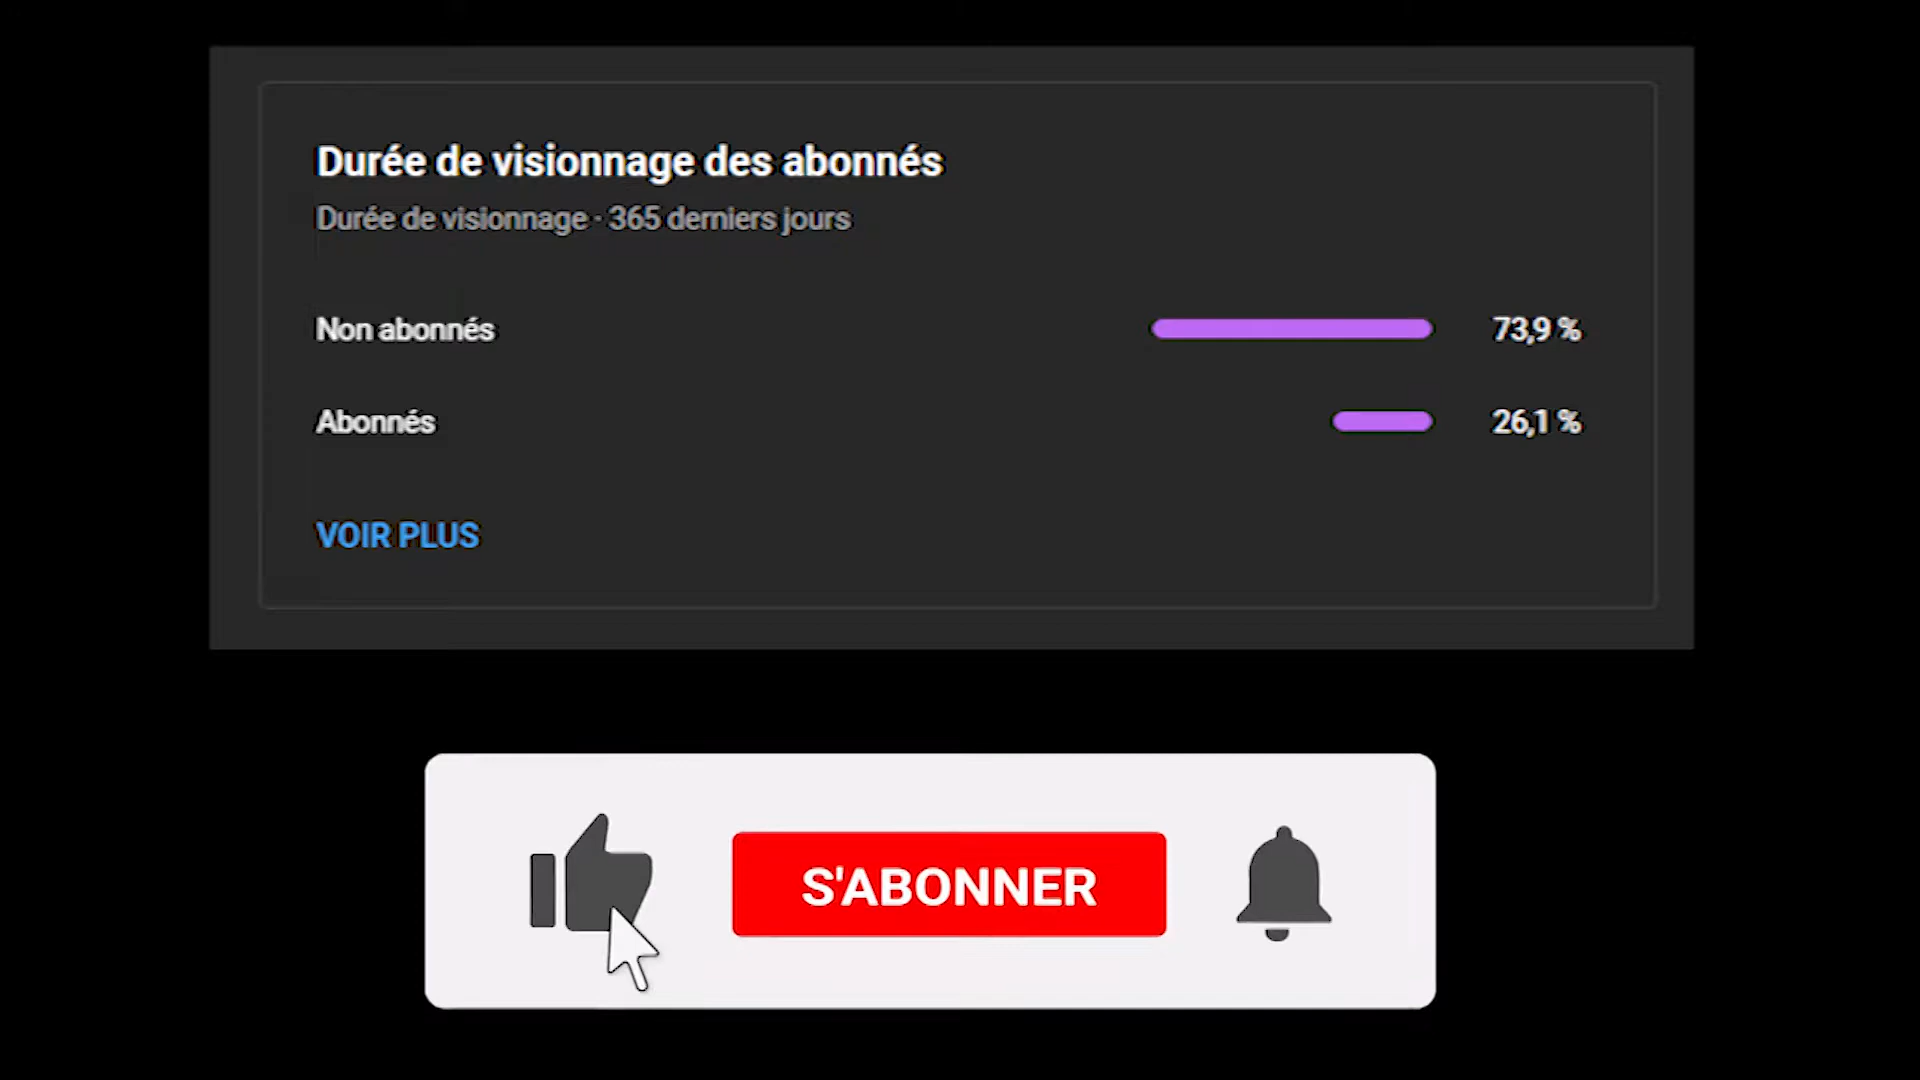 Durée de visionnage des abonnés
Durée de visionnage · 365 derniers jours
Non abonnés 73,9 %
Abonnés 26,1 %
VOIR PLUS
S'ABONNER